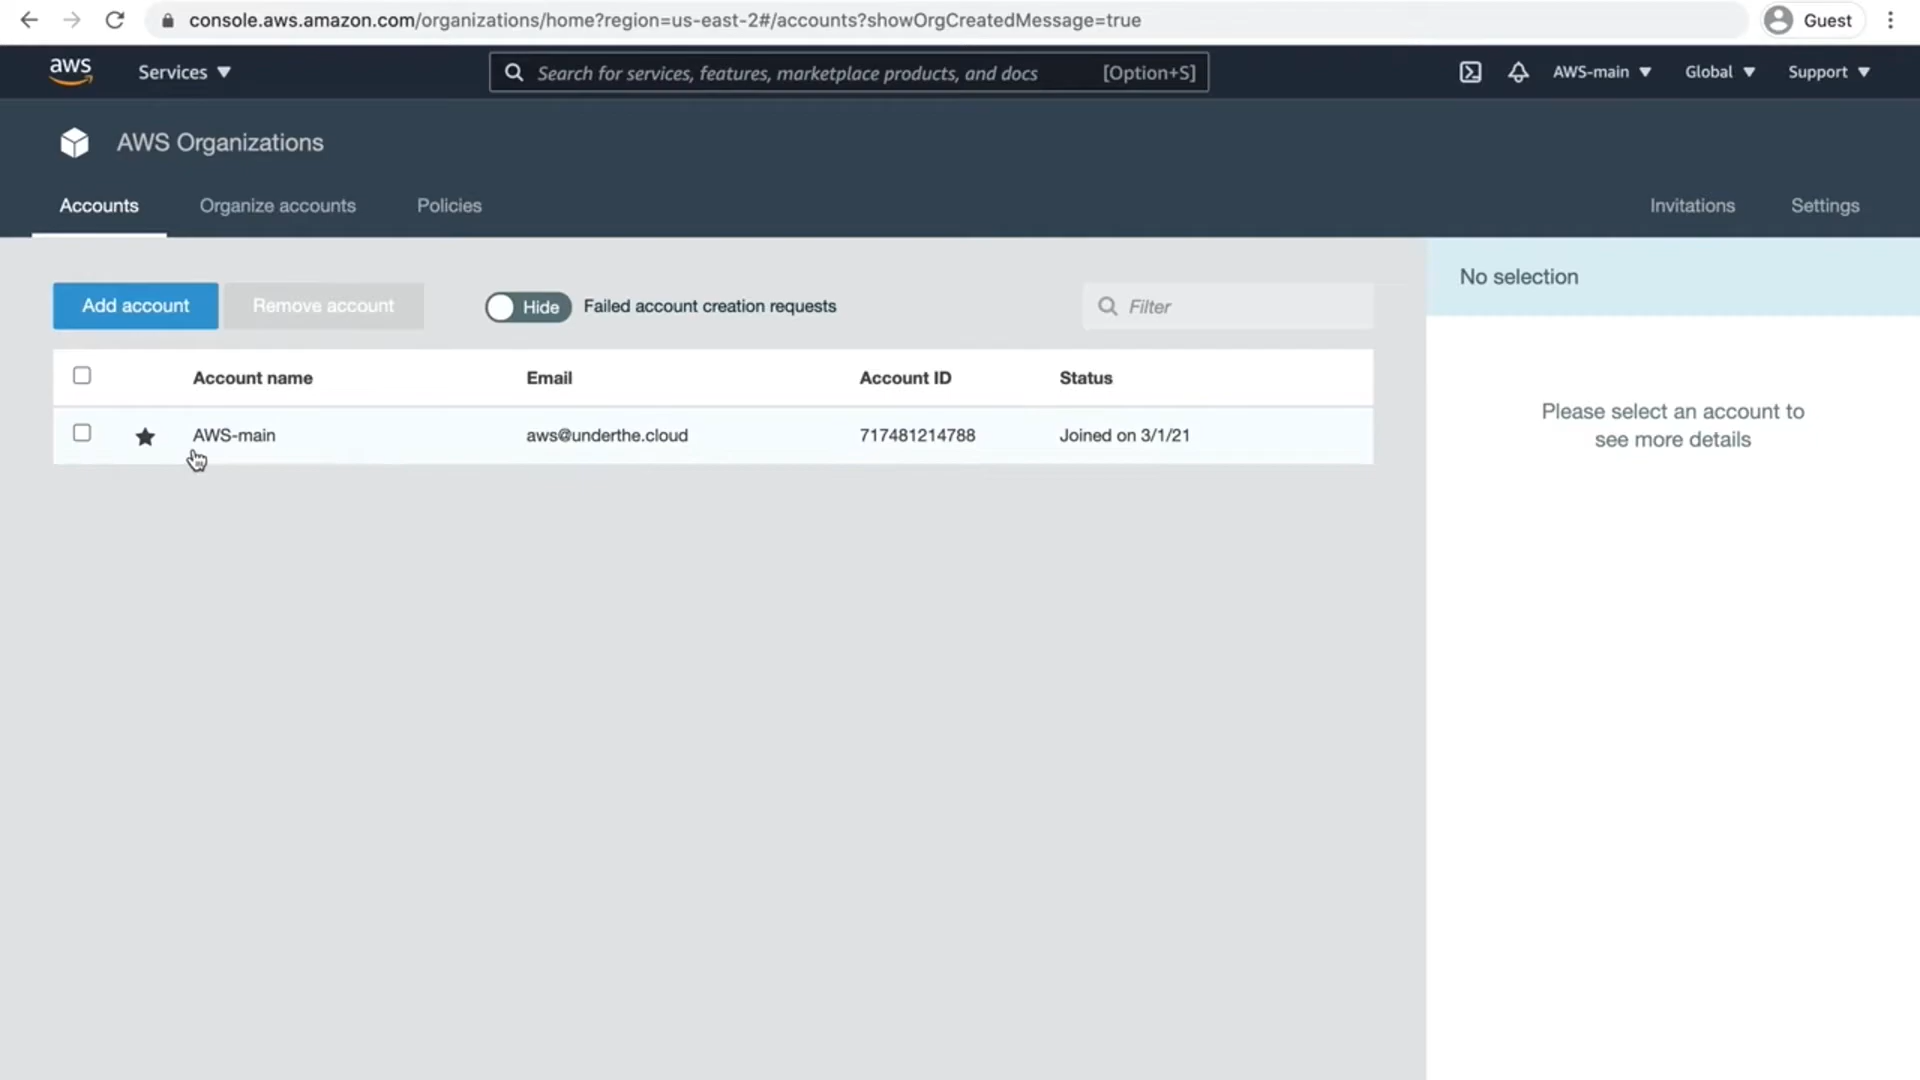 console.aws.amazon.com/organizations/home?region=us-east-2#/accounts?showOrgCreatedMessage=true
Guest
aws
Services
Search for services, features, marketplace products, and docs
[Option+S]
AWS-main
Global
Support
AWS Organizations
Accounts
Organize accounts
Policies
Invitations
Settings
Add account
Remove account
Hide
Failed account creation requests
Filter
No selection
Account name
Email
Account ID
Status
AWS-main
aws@underthe.cloud
717481214788
Joined on 3/1/21
Please select an account to
see more details